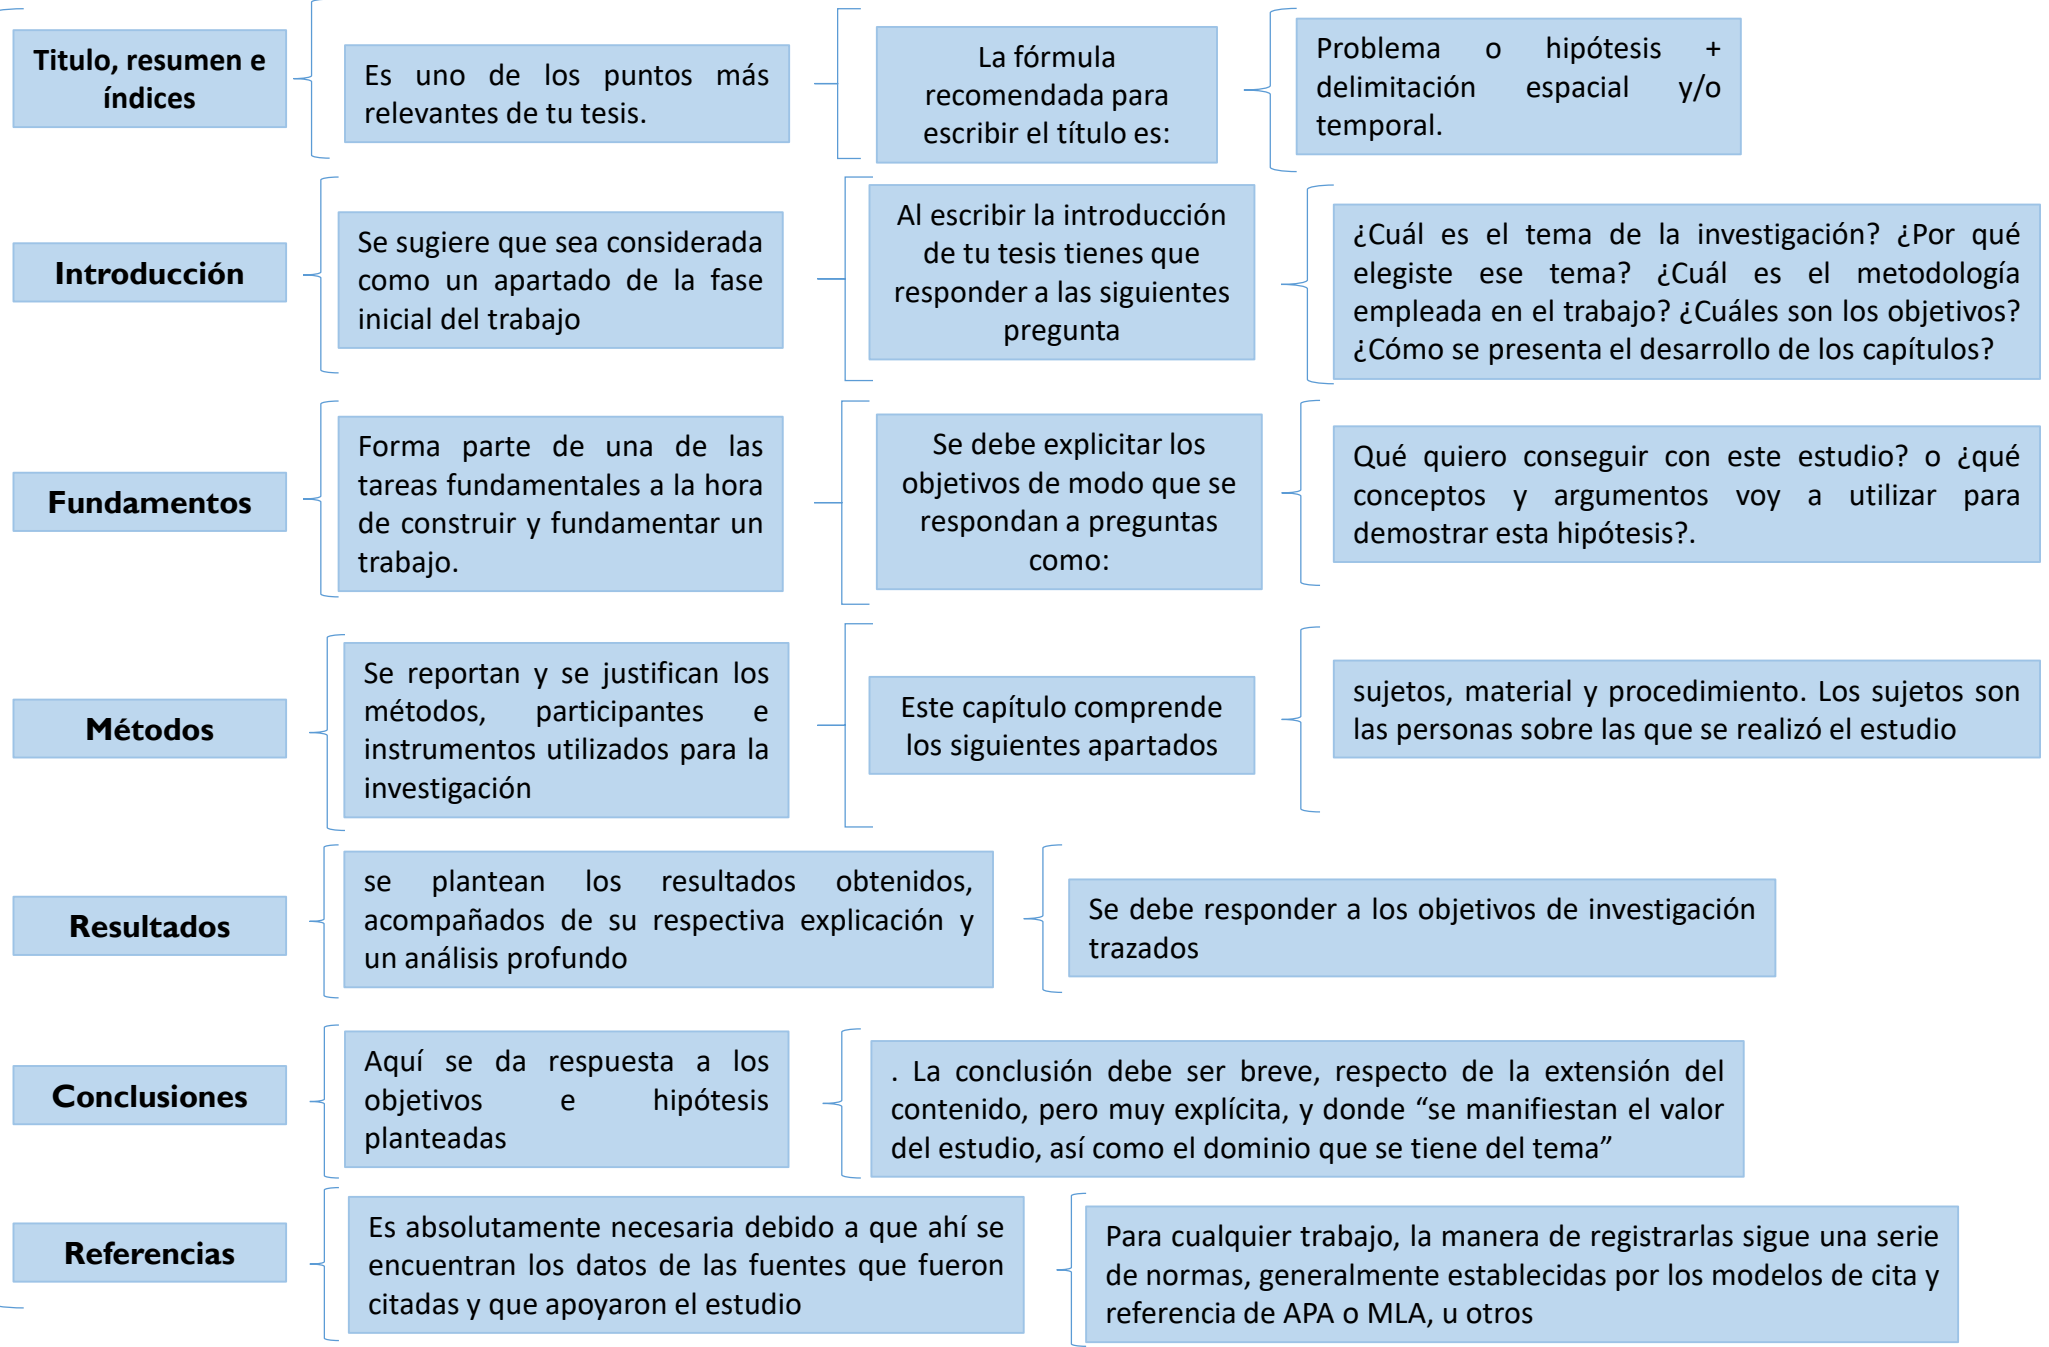 Titulo, resumen e
índices
Es uno de los puntos más
relevantes de tu tesis.
La fórmula
recomendada para
escribir el título es:
Problema o hipótesis +
delimitación espacial y/o
temporal.
Introducción
Se sugiere que sea considerada
como un apartado de la fase
inicial del trabajo
Al escribir la introducción
de tu tesis tienes que
responder a las siguientes
pregunta
¿Cuál es el tema de la investigación? ¿Por qué
elegiste ese tema? ¿Cuál es el metodología
empleada en el trabajo? ¿Cuáles son los objetivos?
¿Cómo se presenta el desarrollo de los capítulos?
Fundamentos
Forma parte de una de las
tareas fundamentales a la hora
de construir y fundamentar un
trabajo.
Se debe explicitar los
objetivos de modo que se
respondan a preguntas
como:
Qué quiero conseguir con este estudio? o ¿qué
conceptos y argumentos voy a utilizar para
demostrar esta hipótesis?.
Métodos
Se reportan y se justifican los
métodos, participantes e
instrumentos utilizados para la
investigación
Este capítulo comprende
los siguientes apartados
sujetos, material y procedimiento. Los sujetos son
las personas sobre las que se realizó el estudio
Resultados
se plantean los resultados obtenidos,
acompañados de su respectiva explicación y
un análisis profundo
Se debe responder a los objetivos de investigación
trazados
Conclusiones
Aquí se da respuesta a los
objetivos e hipótesis
planteadas
. La conclusión debe ser breve, respecto de la extensión del
contenido, pero muy explícita, y donde “se manifiestan el valor
del estudio, así como el dominio que se tiene del tema”
Referencias
Es absolutamente necesaria debido a que ahí se
encuentran los datos de las fuentes que fueron
citadas y que apoyaron el estudio
Para cualquier trabajo, la manera de registrarlas sigue una serie
de normas, generalmente establecidas por los modelos de cita y
referencia de APA o MLA, u otros